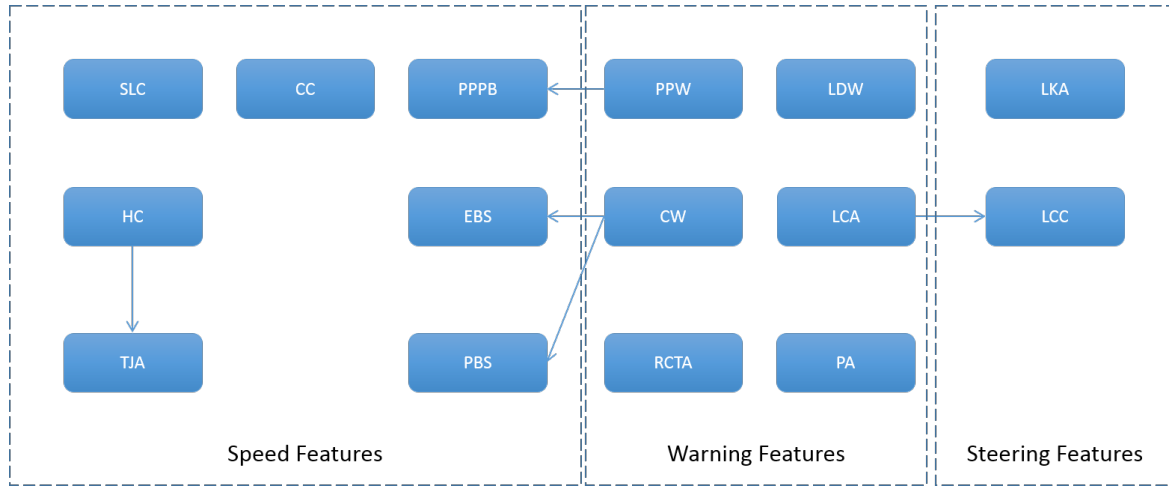 SLC
CC
PPPB
PPW
LDW
LKA
HC
EBS
CW
LCA
LCC
TJA
PBS
RCTA
PA
Speed Features
Warning Features
Steering Features